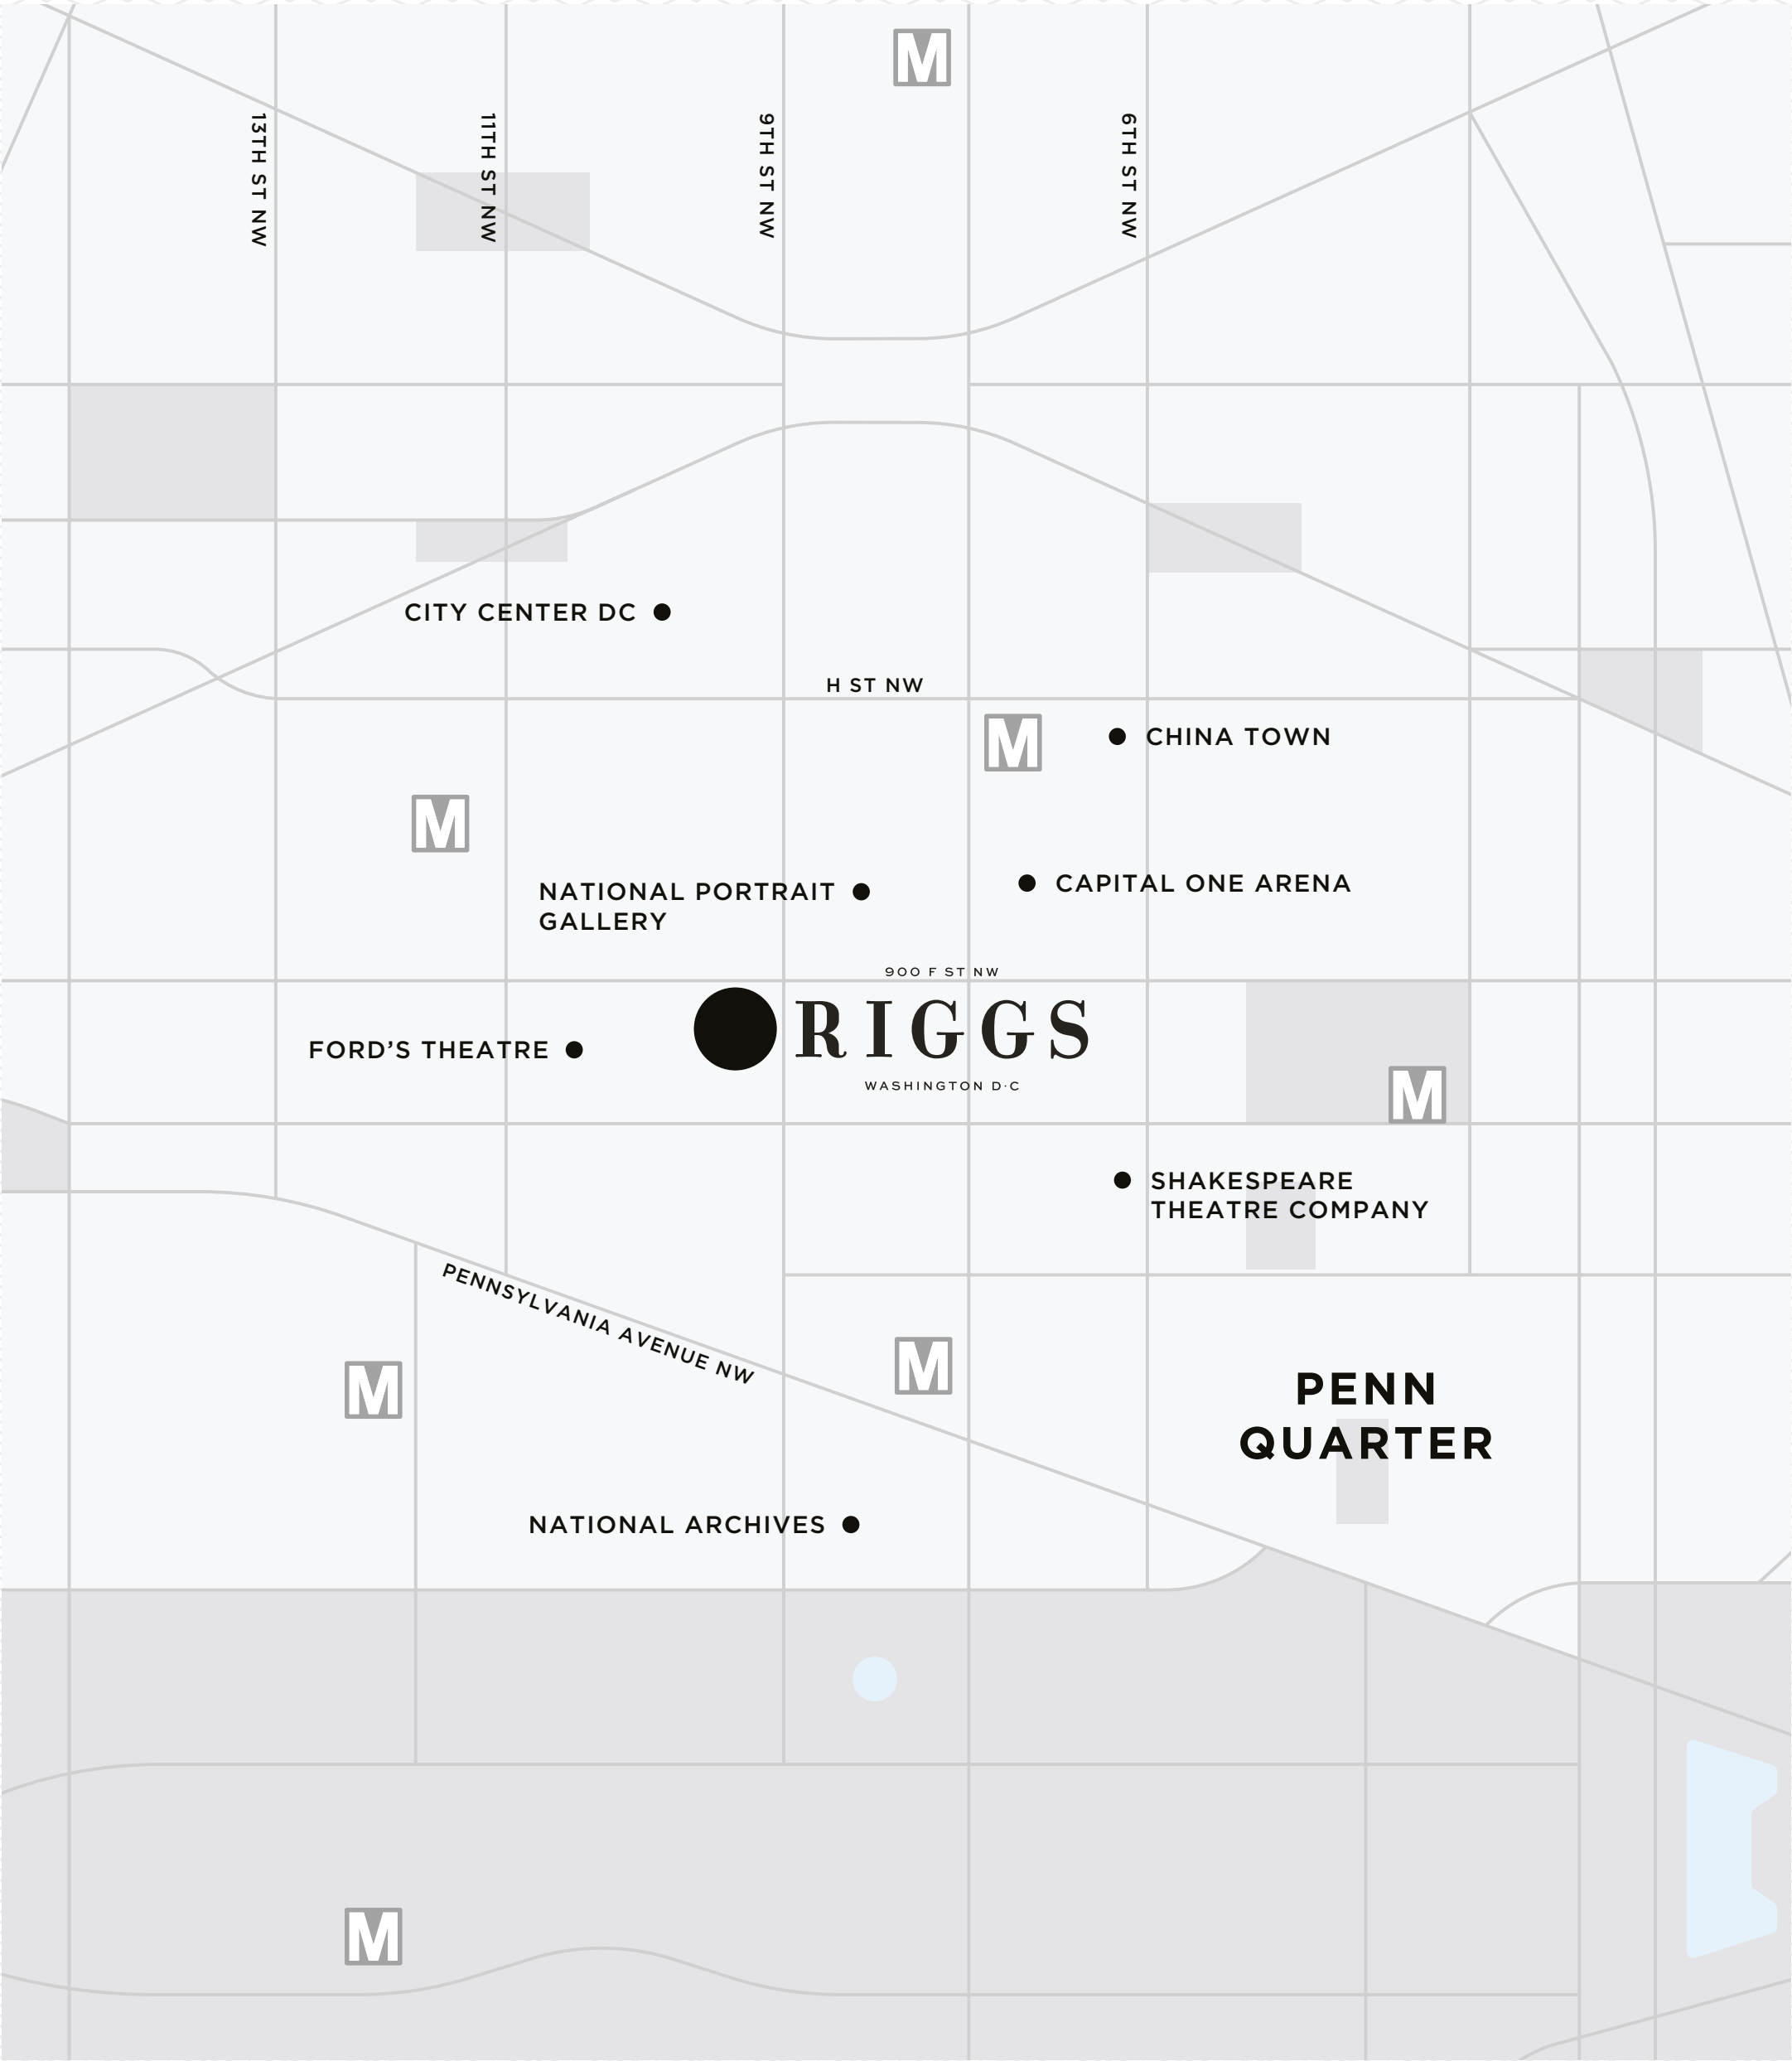 M
13TH ST NW
11TH ST NW
9TH ST NW
6TH ST NW
CITY CENTER DC
H ST NW
M
CHINA TOWN
M
NATIONAL PORTRAIT
GALLERY
CAPITAL ONE ARENA
900 F ST NW
RIGGS
WASHINGTON D·C
FORD’S THEATRE
M
SHAKESPEARE
THEATRE COMPANY
PENNSYLVANIA AVENUE NW
M
M
PENN
QUARTER
NATIONAL ARCHIVES
M